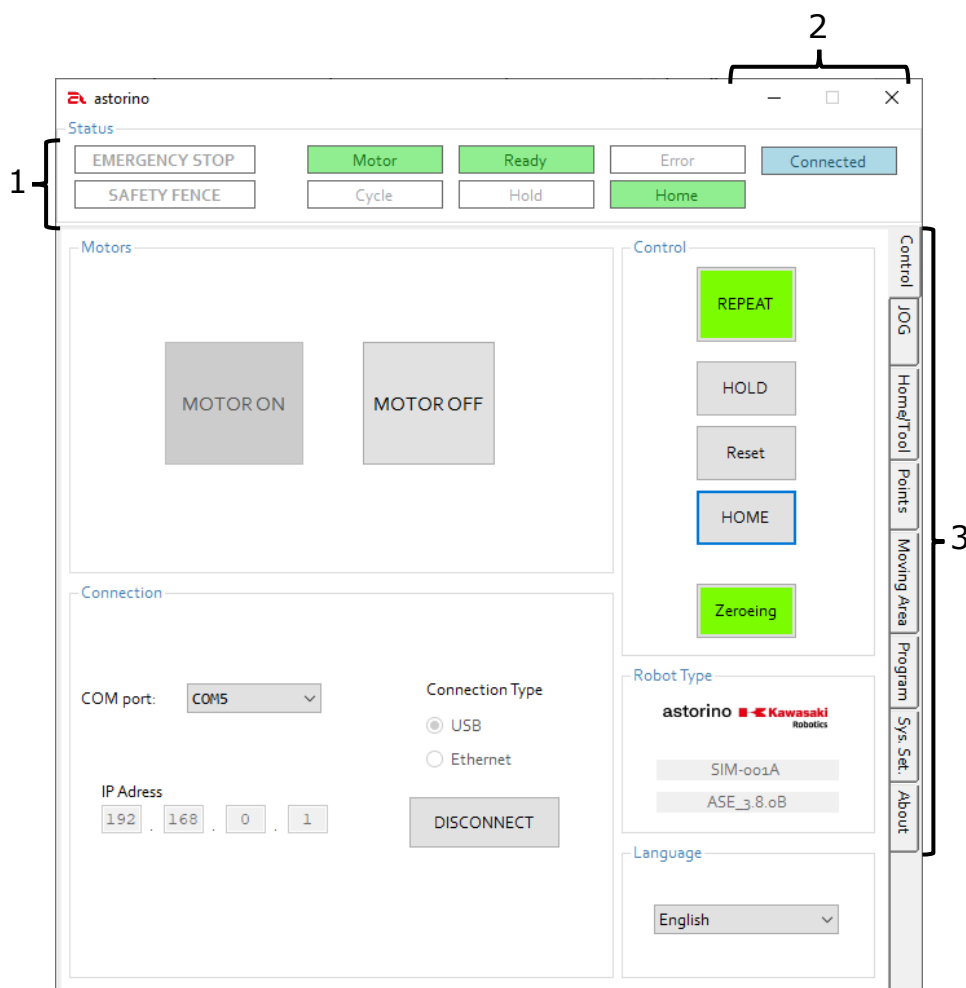 2
astorino
Status
1
EMERGENCY STOP Motor Ready Error Connected
SAFETY FENCE Cycle Hold Home
Motors
MOTOR ON MOTOR OFF
Control
REPEAT
HOLD
Reset
HOME
Zeroeing
Connection
COM port: COM5
Connection Type
USB
Ethernet
IP Adress
192 . 168 . 0 . 1
DISCONNECT
Robot Type
astorino Kawasaki
Robotics
SIM-001A
ASE_3.8.0B
Language
English
Control
JOG
Home/Tool
Points
Moving Area
Program
Sys. Set.
About
3